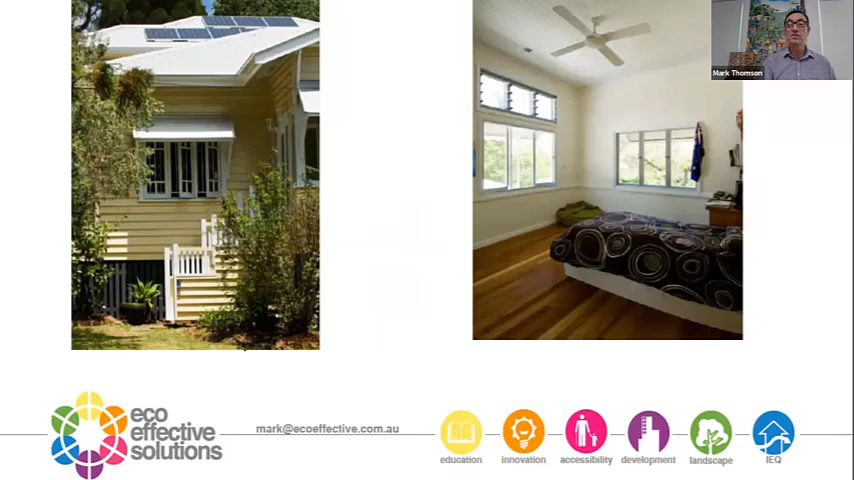 Mark Thomson
eco
effective
solutions
mark@ecoeffective.com.au
education
innovation
accessibility
development
landscape
IEQ